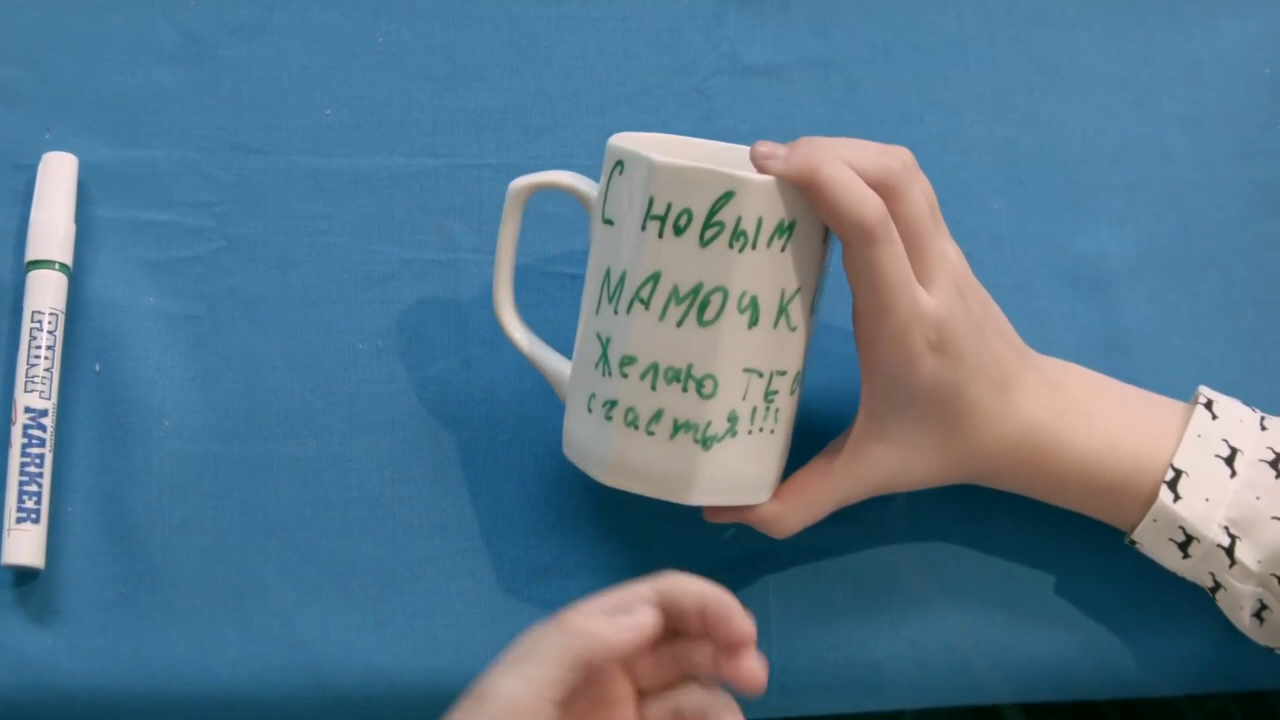 С новым
МАМОЧК
Желаю ТЕ
счастья!!!
PAINT MARKER